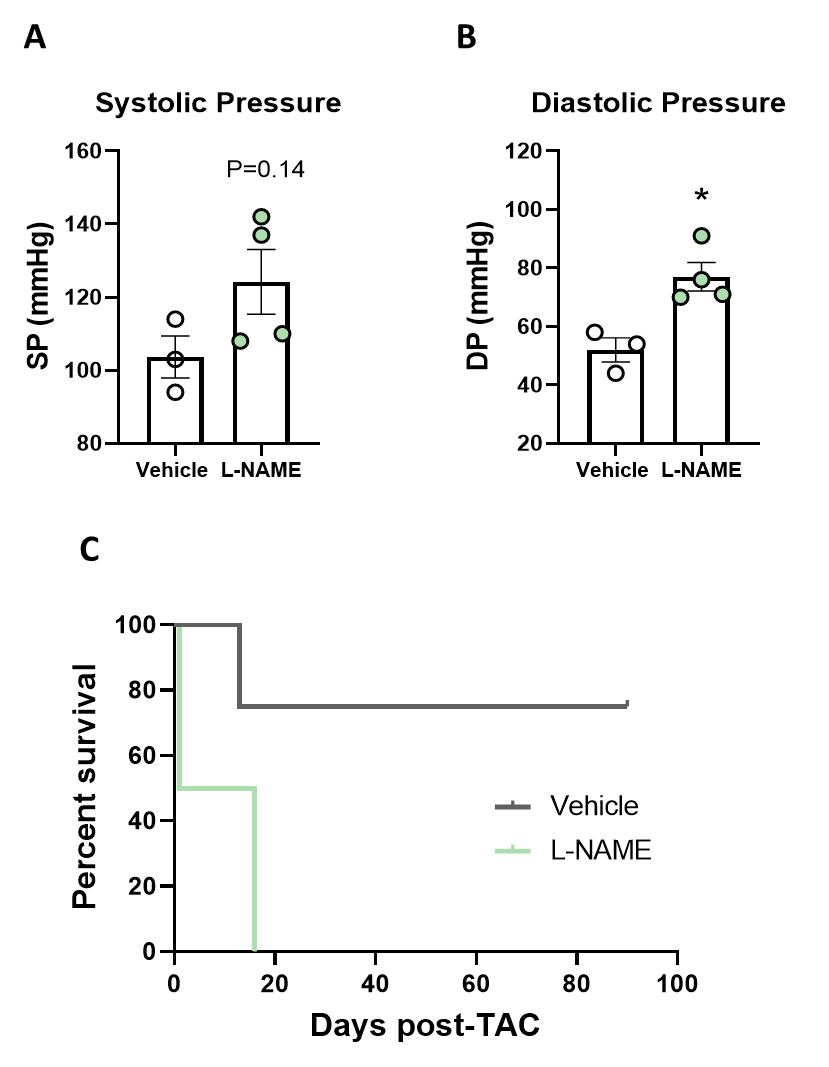 A
Systolic Pressure
SP (mmHg)
160
140
120
100
80
P=0.14
Vehicle L-NAME
B
Diastolic Pressure
DP (mmHg)
120
100
80
60
40
20
*
Vehicle L-NAME
C
Percent survival
100
80
60
40
20
0
Vehicle
L-NAME
0 20 40 60 80 100
Days post-TAC